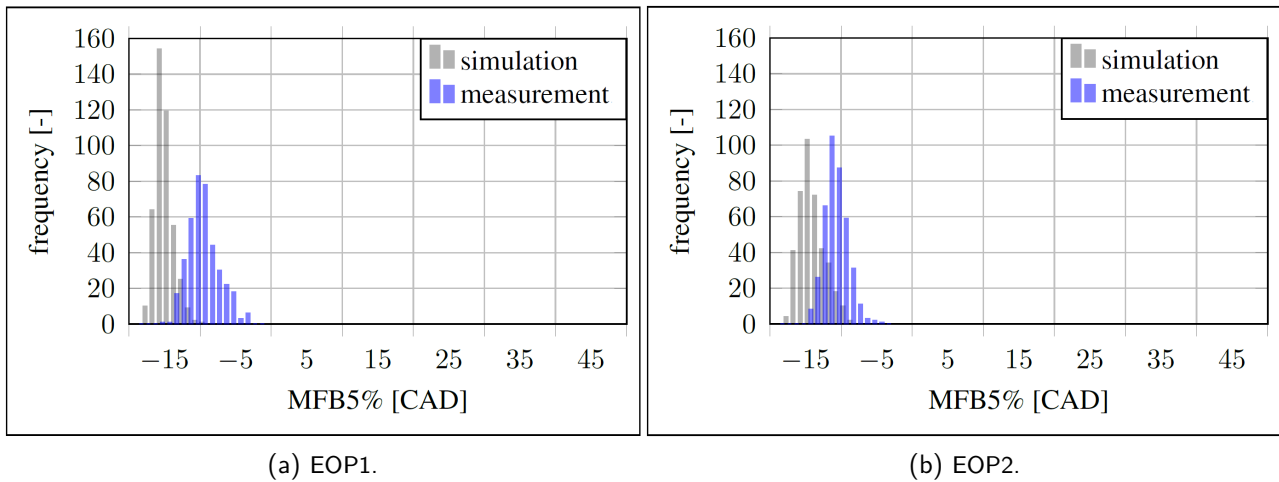 160
140
120
100
80
60
40
20
0
frequency [-]
simulation
measurement
−15 −5 5 15 25 35 45
MFB5% [CAD]
(a) EOP1.
160
140
120
100
80
60
40
20
0
frequency [-]
simulation
measurement
−15 −5 5 15 25 35 45
MFB5% [CAD]
(b) EOP2.